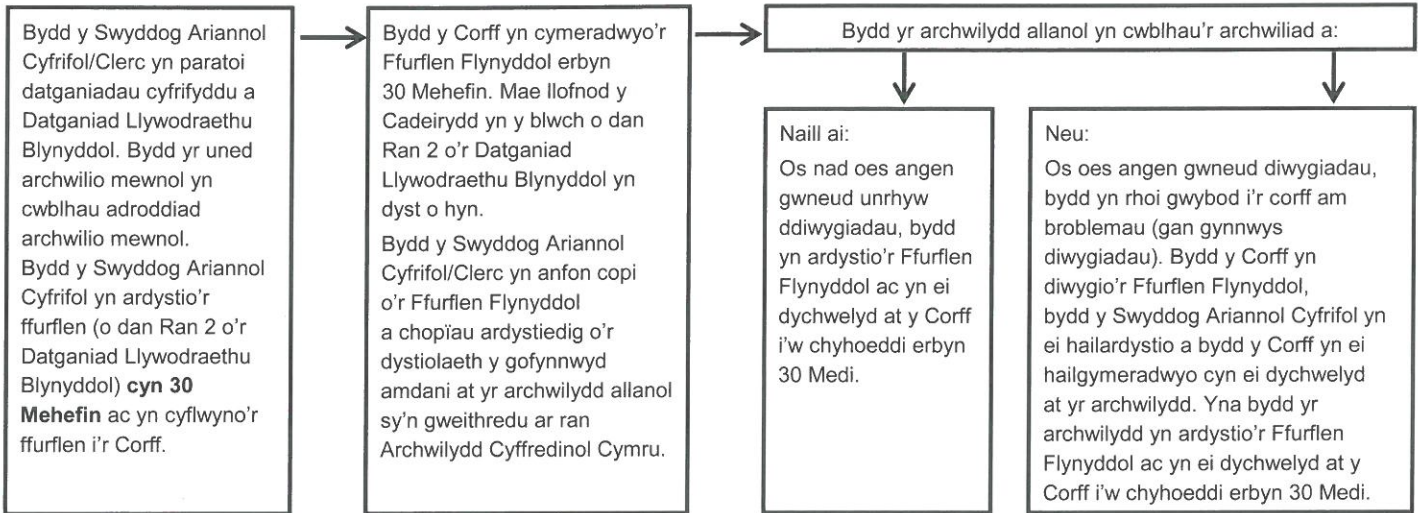 Bydd y Swyddog Ariannol
Cyfrifol/Clerc yn paratoi
datganiadau cyfrifyddu a
Datganiad Llywodraethu
Blynyddol. Bydd yr uned
archwilio mewnol yn
cwblhau adroddiad
archwilio mewnol.
Bydd y Swyddog Ariannol
Cyfrifol yn ardystio'r
ffurflen (o dan Ran 2 o'r
Datganiad Llywodraethu
Blynyddol) cyn 30
Mehefin ac yn cyflwyno'r
ffurflen i'r Corff.
Bydd y Corff yn cymeradwyo'r
Ffurflen Flynyddol erbyn
30 Mehefin. Mae llofnod y
Cadeirydd yn y blwch o dan
Ran 2 o'r Datganiad
Llywodraethu Blynyddol yn
dyst o hyn.
Bydd y Swyddog Ariannol
Cyfrifol/Clerc yn anfon copi
o'r Ffurflen Flynyddol
a chopïau ardystiedig o'r
dystiolaeth y gofynnwyd
amdani at yr archwilydd allanol
sy'n gweithredu ar ran
Archwilydd Cyffredinol Cymru.
Bydd yr archwilydd allanol yn cwblhau'r archwiliad a:
Naill ai:
Os nad oes angen
gwneud unrhyw
ddiwygiadau, bydd
yn ardystio'r Ffurflen
Flynyddol ac yn ei
dychwelyd at y Corff
i'w chyhoeddi erbyn
30 Medi.
Neu:
Os oes angen gwneud diwygiadau,
bydd yn rhoi gwybod i'r corff am
broblemau (gan gynnwys
diwygiadau). Bydd y Corff yn
diwygio'r Ffurflen Flynyddol,
bydd y Swyddog Ariannol Cyfrifol yn
ei hailardystio a bydd y Corff yn ei
hailgymeradwyo cyn ei dychwelyd
at yr archwilydd. Yna bydd yr
archwilydd yn ardystio'r Ffurflen
Flynyddol ac yn ei dychwelyd at y
Corff i'w chyhoeddi erbyn 30 Medi.